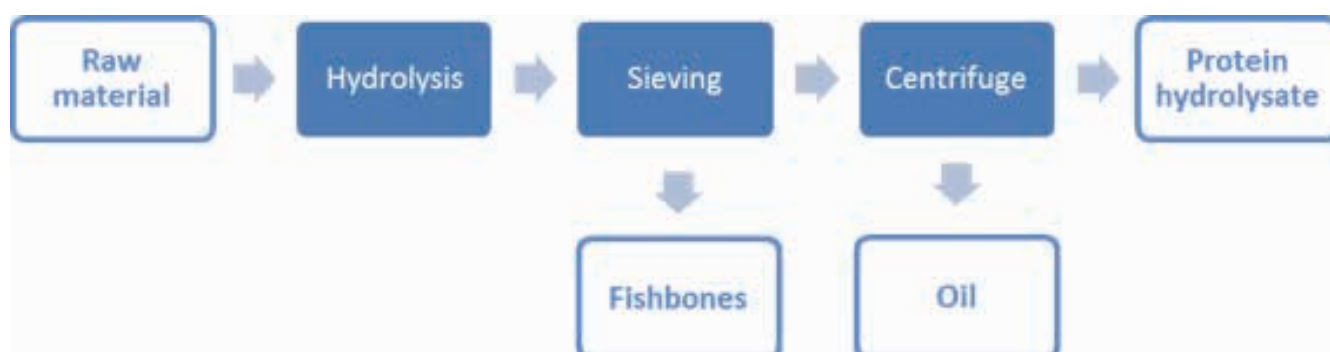 Raw
material
Hydrolysis
Sieving
Centrifuge
Protein
hydrolysate
Fishbones
Oil